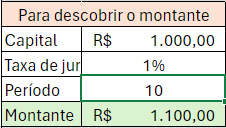 Para descobrir o montante
Capital R$ 1.000,00
Taxa de jur 1%
Período 10
Montante R$ 1.100,00